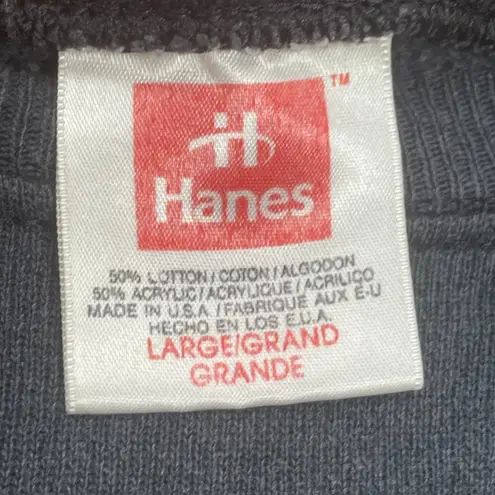 TM
H
Hanes
50% COTTON / COTON / ALGODON
50% ACRYLIC / ACRYLIQUE / ACRILICO
MADE IN U.S.A. / FABRIQUE AUX E-U
HECHO EN LOS E.U.A.
LARGE/GRAND
GRANDE